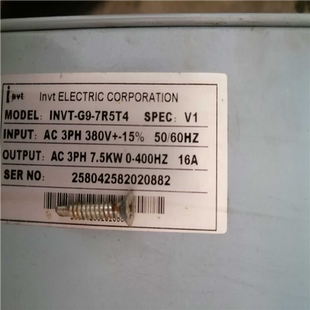 invt Invt ELECTRIC CORPORATION
MODEL: INVT-G9-7R5T4 SPEC: V1
INPUT: AC 3PH 380V+-15% 50/60HZ
OUTPUT: AC 3PH 7.5KW 0-400HZ 16A
SER NO: 258042582020882